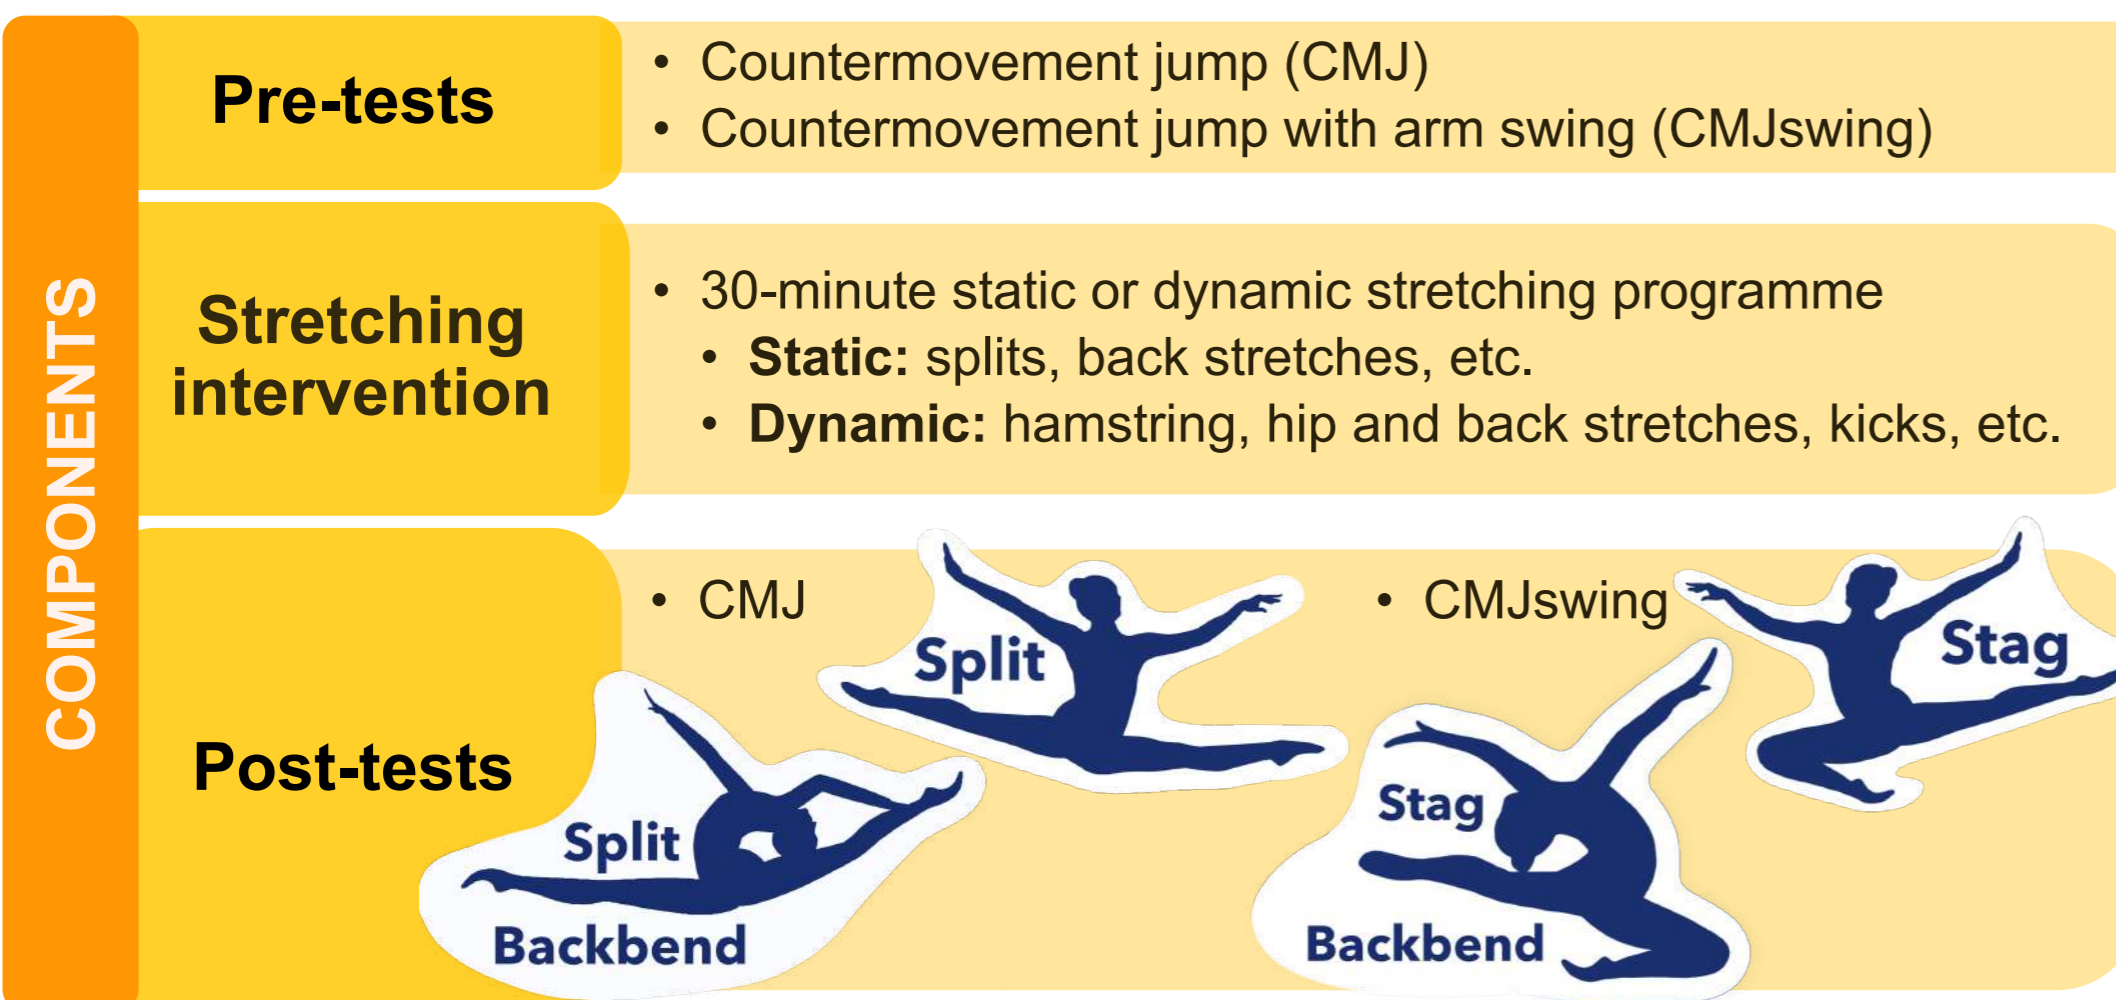 COMPONENTS
Pre-tests
• Countermovement jump (CMJ)
• Countermovement jump with arm swing (CMJswing)
Stretching
intervention
• 30-minute static or dynamic stretching programme
• Static: splits, back stretches, etc.
• Dynamic: hamstring, hip and back stretches, kicks, etc.
Post-tests
• CMJ
• CMJswing
Split
Stag
Split
Backbend
Stag
Backbend